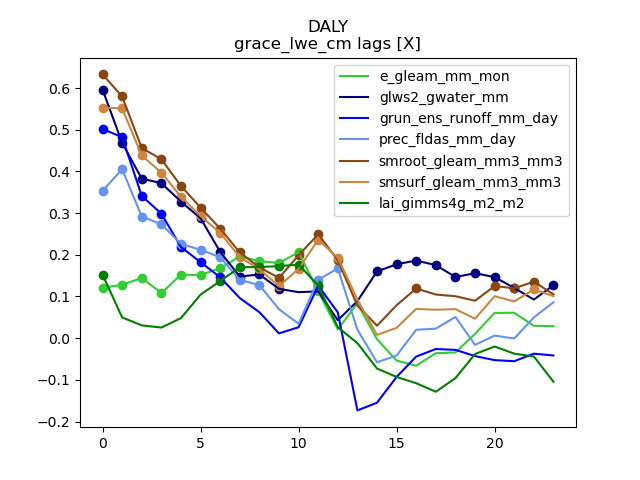 DALY
grace_lwe_cm lags [X]
e_gleam_mm_mon
glws2_gwater_mm
grun_ens_runoff_mm_day
prec_fldas_mm_day
smroot_gleam_mm3_mm3
smsurf_gleam_mm3_mm3
lai_gimms4g_m2_m2
0.6
0.5
0.4
0.3
0.2
0.1
0.0
−0.1
−0.2
0
5
10
15
20